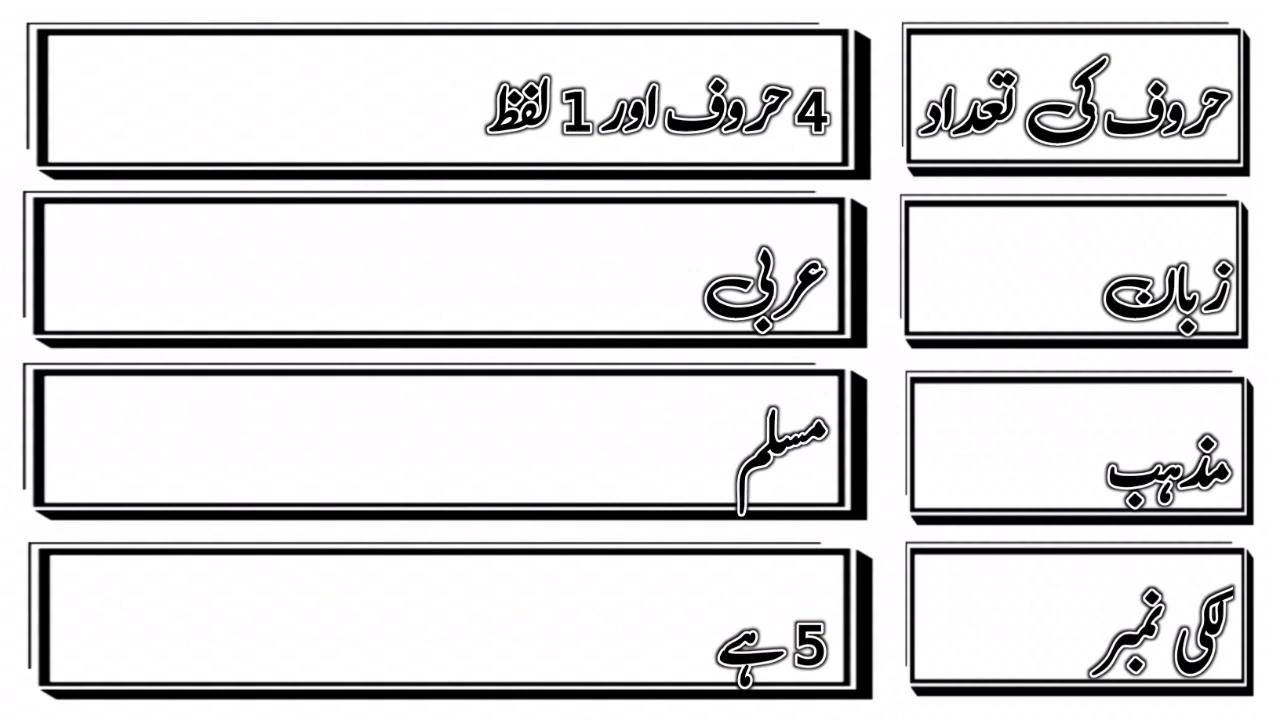 حروف کی تعداد 4 حروف اور 1 لفظ
زبان عربی
مذہب مسلم
لکی نمبر 5 ہے